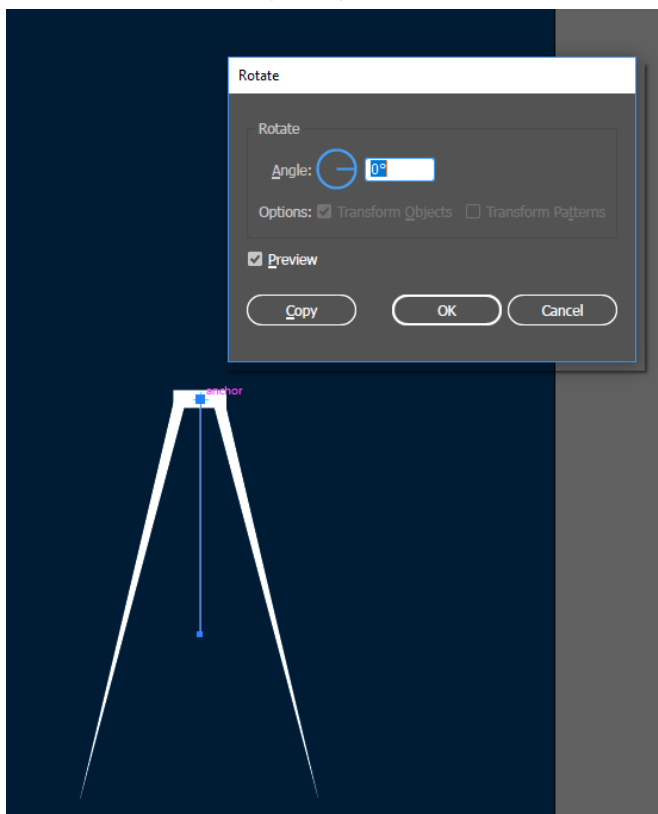 Rotate
Rotate
Angle: 0°
Options: Transform Objects Transform Patterns
Preview
Copy OK Cancel
anchor